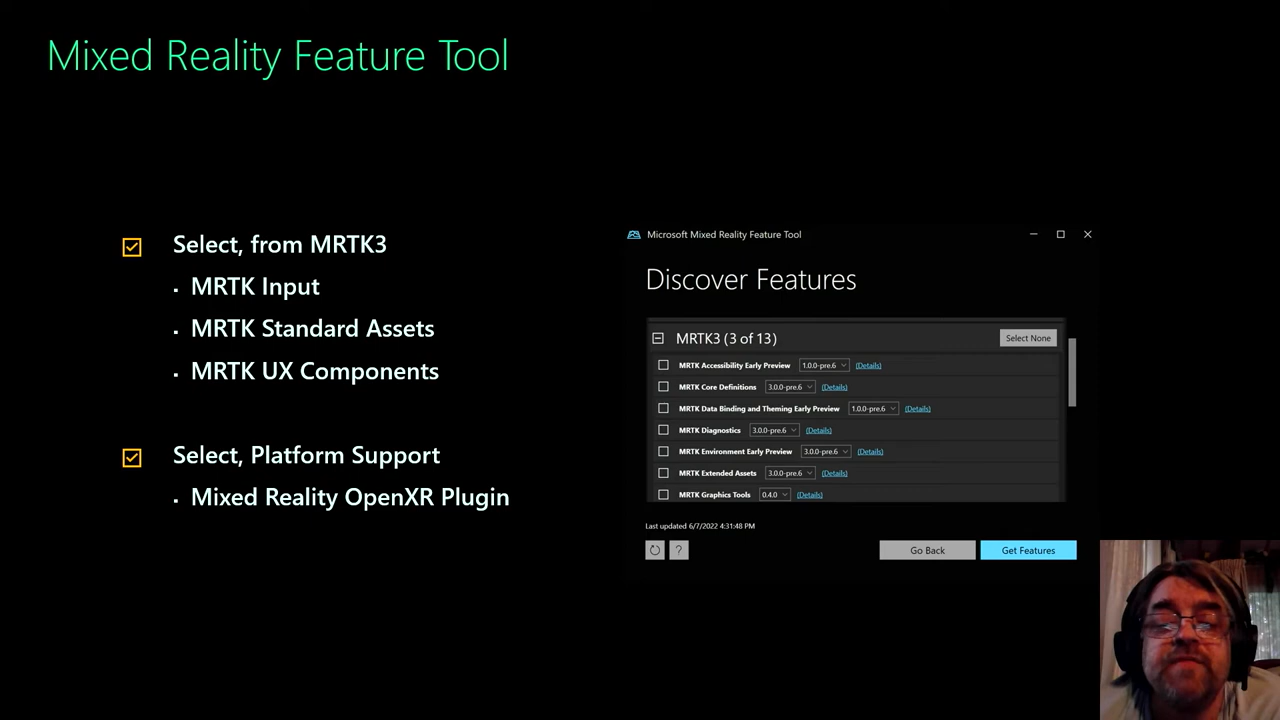 Mixed Reality Feature Tool
Select, from MRTK3
MRTK Input
MRTK Standard Assets
MRTK UX Components
Select, Platform Support
Mixed Reality OpenXR Plugin
Microsoft Mixed Reality Feature Tool
Discover Features
MRTK3 (3 of 13)
Select None
MRTK Accessibility Early Preview 1.0.0-pre.6 (Details)
MRTK Core Definitions 3.0.0-pre.6 (Details)
MRTK Data Binding and Theming Early Preview 1.0.0-pre.6 (Details)
MRTK Diagnostics 3.0.0-pre.6 (Details)
MRTK Environment Early Preview 3.0.0-pre.6 (Details)
MRTK Extended Assets 3.0.0-pre.6 (Details)
MRTK Graphics Tools 0.4.0 (Details)
Last updated 6/7/2022 4:31:48 PM
?
Go Back
Get Features